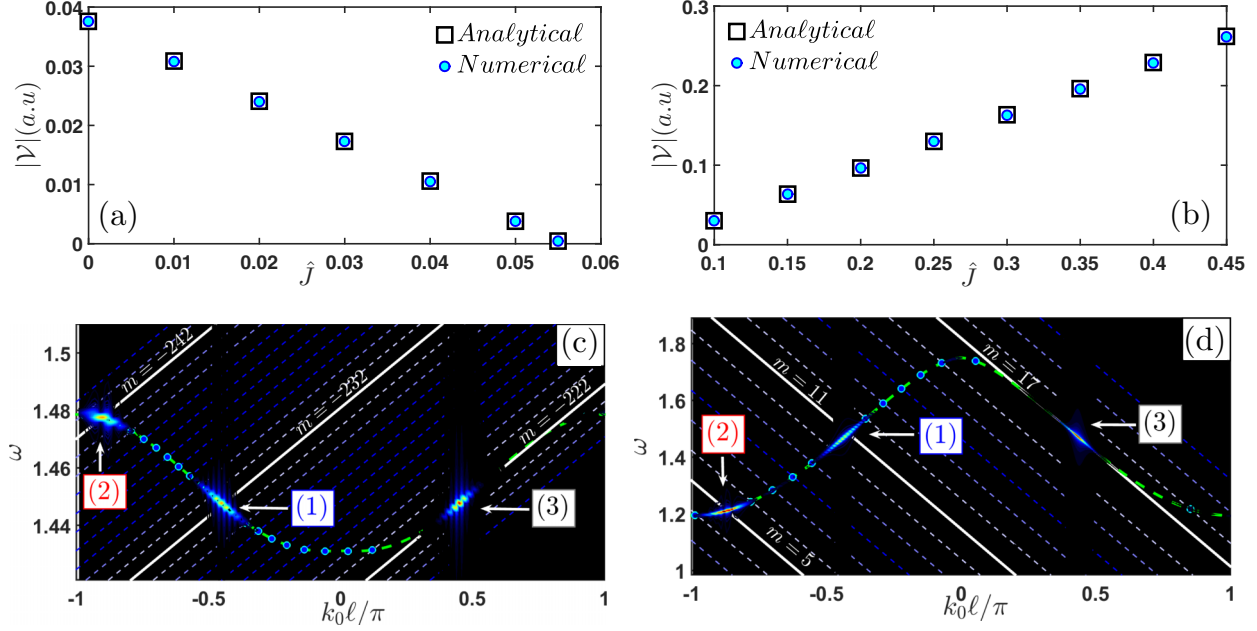 0.04
0.03
0.02
0.01
0
|𝒱|(a.u)
Analytical
Numerical
(a)
0 0.01 0.02 0.03 0.04 0.05 0.06
Ĵ
0.3
0.2
0.1
0
|𝒱|(a.u)
Analytical
Numerical
(b)
0.1 0.15 0.2 0.25 0.3 0.35 0.4 0.45
Ĵ
1.5
1.48
1.46
1.44
ω
m = −242
m = −232
m = −222
(c)
(2)
(1)
(3)
-1 -0.5 0 0.5 1
k₀ℓ/π
1.8
1.6
1.4
1.2
1
ω
m = 11
m = 17
m = 5
(d)
(2)
(1)
(3)
-1 -0.5 0 0.5 1
k₀ℓ/π